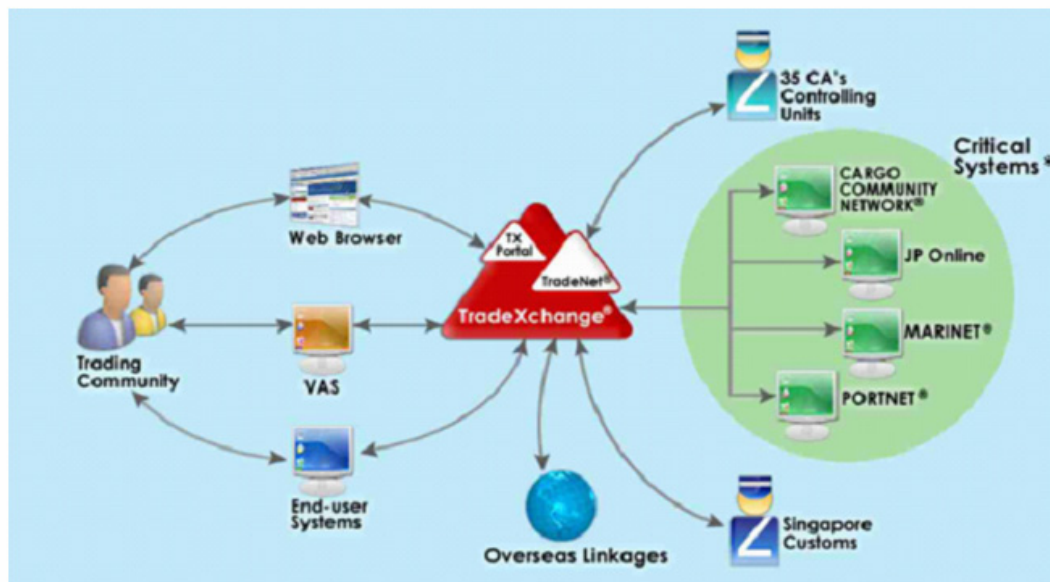 35 CA's
Controlling
Units
Critical
Systems®
CARGO
COMMUNITY
NETWORK®
Web Browser
TX
Portal
TradeNet®
JP Online
TradeXchange®
MARINET®
Trading
Community
VAS
PORTNET®
End-user
Systems
Overseas Linkages
Singapore
Customs